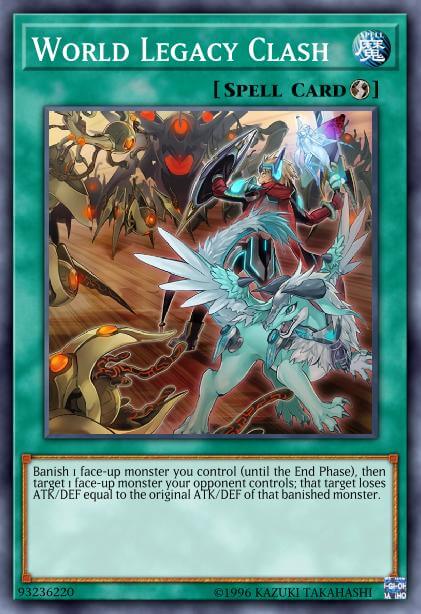 World Legacy Clash
SPELL
魔
[Spell Card]
Banish 1 face-up monster you control (until the End Phase), then
target 1 face-up monster your opponent controls; that target loses
ATK/DEF equal to the original ATK/DEF of that banished monster.
93236220
©1996 KAZUKI TAKAHASHI